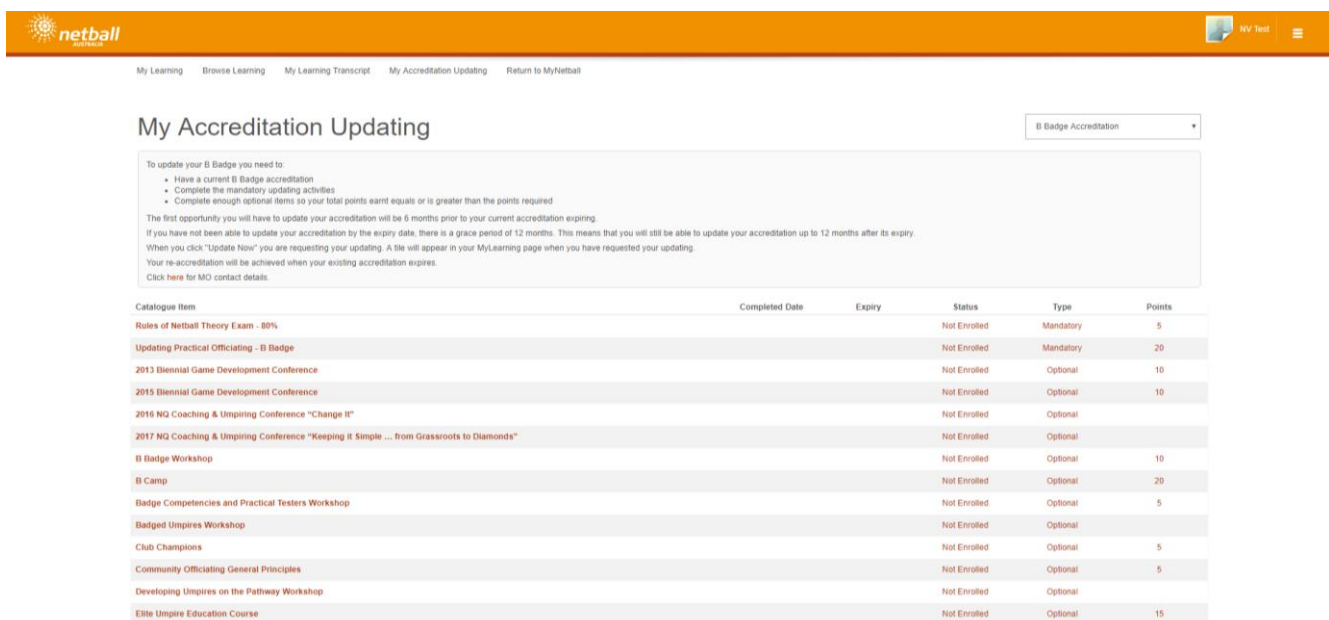 netball
AUSTRALIA
NV Test
My Learning Browse Learning My Learning Transcript My Accreditation Updating Return to MyNetball
My Accreditation Updating
B Badge Accreditation
To update your B Badge you need to:
• Have a current B Badge accreditation
• Complete the mandatory updating activities
• Complete enough optional items so your total points earnt equals or is greater than the points required
The first opportunity you will have to update your accreditation will be 6 months prior to your current accreditation expiring.
If you have not been able to update your accreditation by the expiry date, there is a grace period of 12 months. This means that you will still be able to update your accreditation up to 12 months after its expiry.
When you click "Update Now" you are requesting your updating. A tile will appear in your MyLearning page when you have requested your updating.
Your re-accreditation will be achieved when your existing accreditation expires.
Click here for MO contact details.
Catalogue Item Completed Date Expiry Status Type Points
Rules of Netball Theory Exam - 80% Not Enrolled Mandatory 5
Updating Practical Officiating - B Badge Not Enrolled Mandatory 20
2013 Biennial Game Development Conference Not Enrolled Optional 10
2015 Biennial Game Development Conference Not Enrolled Optional 10
2016 NQ Coaching & Umpiring Conference "Change It" Not Enrolled Optional
2017 NQ Coaching & Umpiring Conference "Keeping it Simple ... from Grassroots to Diamonds" Not Enrolled Optional
B Badge Workshop Not Enrolled Optional 10
B Camp Not Enrolled Optional 20
Badge Competencies and Practical Testers Workshop Not Enrolled Optional 5
Badged Umpires Workshop Not Enrolled Optional
Club Champions Not Enrolled Optional 5
Community Officiating General Principles Not Enrolled Optional 5
Developing Umpires on the Pathway Workshop Not Enrolled Optional
Elite Umpire Education Course Not Enrolled Optional 15